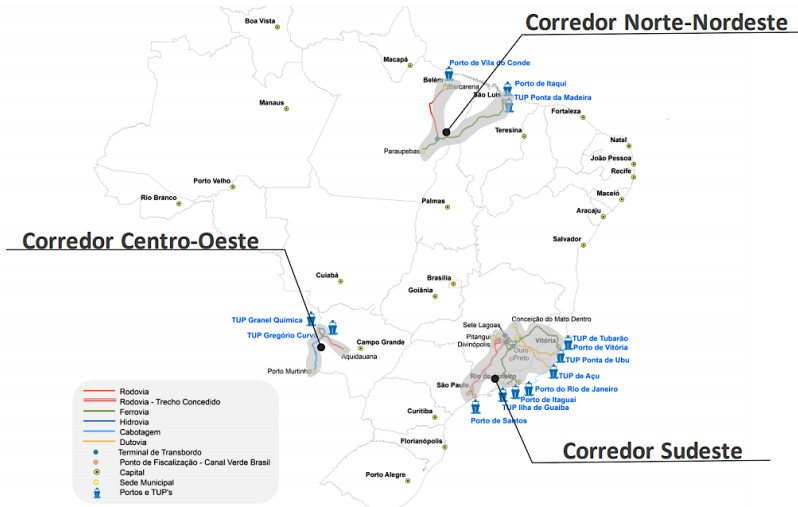 Corredor Norte-Nordeste
Boa Vista
Macapá
Porto de Vila do Conde
Belém
Barcarena
Porto de Itaqui
São Luís
TUP Ponta da Madeira
Manaus
Fortaleza
Teresina
Paraupebas
Natal
João Pessoa
Recife
Porto Velho
Maceió
Rio Branco
Palmas
Aracaju
Corredor Centro-Oeste
Salvador
Cuiabá
Brasília
Goiânia
TUP Granel Química
Conceição do Mato Dentro
Sete Lagoas
TUP Gregório Curvo
Pitangui
Vitória
TUP de Tubarão
Campo Grande
Divinópolis
Porto de Vitória
Aquidauana
Ouro
Preto
TUP Ponta de Ubu
Porto Murtinho
Rio de Janeiro
TUP de Açu
São Paulo
Porto do Rio de Janeiro
Porto de Itaguaí
TUP Ilha de Guaíba
Curitiba
Porto de Santos
Florianópolis
Corredor Sudeste
Porto Alegre
Rodovia
Rodovia - Trecho Concedido
Ferrovia
Hidrovia
Cabotagem
Dutovia
Terminal de Transbordo
Ponto de Fiscalização - Canal Verde Brasil
Capital
Sede Municipal
Portos e TUP's